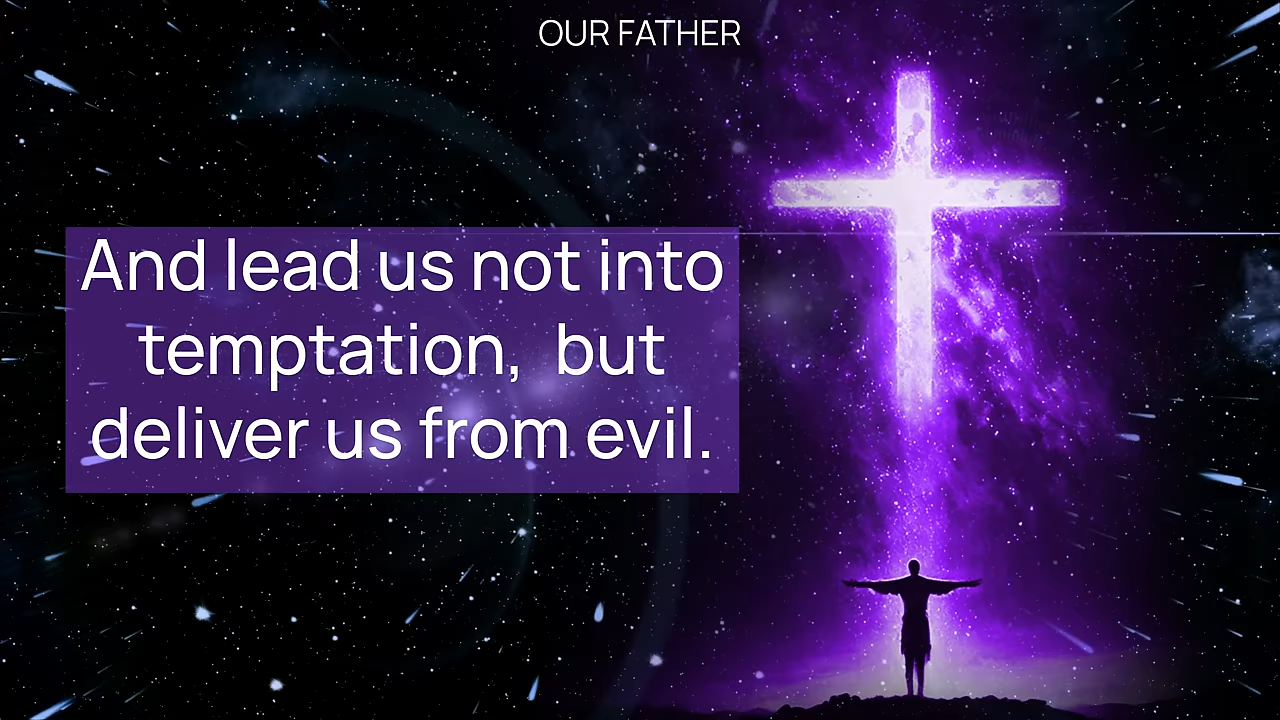 OUR FATHER
And lead us not into
temptation,  but
deliver us from evil.